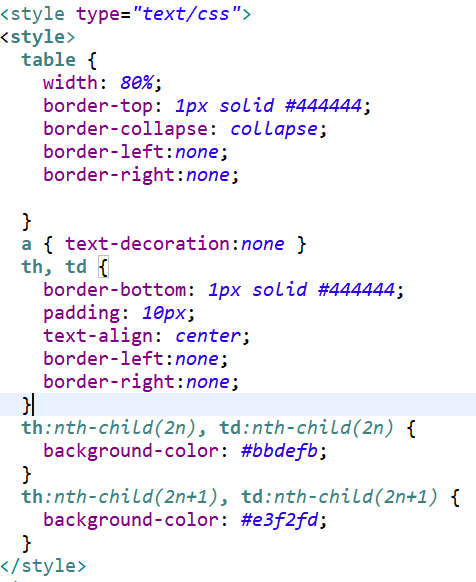 <style type="text/css">
<style>
  table {
    width: 80%;
    border-top: 1px solid #444444;
    border-collapse: collapse;
    border-left:none;
    border-right:none;

  }
  a { text-decoration:none }
  th, td {
    border-bottom: 1px solid #444444;
    padding: 10px;
    text-align: center;
    border-left:none;
    border-right:none;
  }
  th:nth-child(2n), td:nth-child(2n) {
    background-color: #bbdefb;
  }
  th:nth-child(2n+1), td:nth-child(2n+1) {
    background-color: #e3f2fd;
  }
</style>